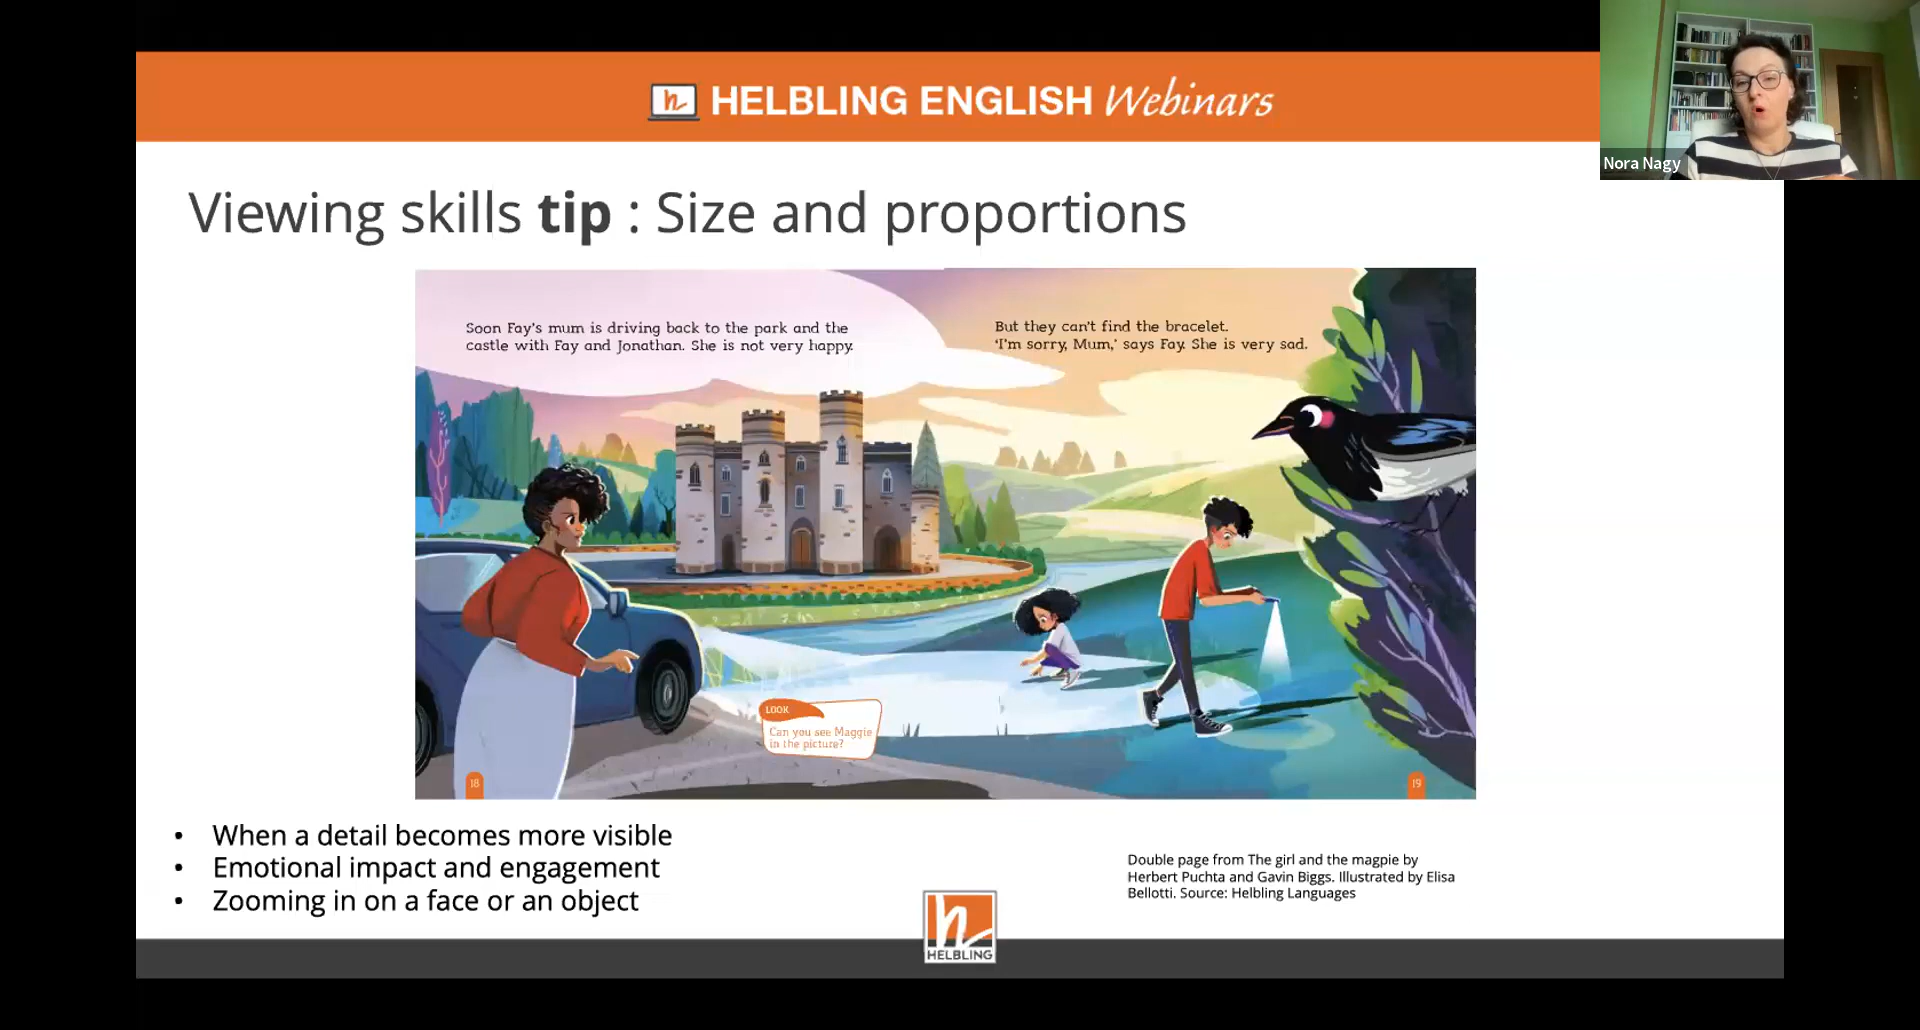 HELBLING ENGLISH Webinars
Nora Nagy
Viewing skills tip : Size and proportions
Soon Fay's mum is driving back to the park and the
castle with Fay and Jonathan. She is not very happy.
But they can't find the bracelet.
'I'm sorry, Mum,' says Fay. She is very sad.
LOOK
Can you see Maggie
in the picture?
18
19
• When a detail becomes more visible
• Emotional impact and engagement
• Zooming in on a face or an object
Double page from The girl and the magpie by
Herbert Puchta and Gavin Biggs. Illustrated by Elisa
Bellotti. Source: Helbling Languages
h
HELBLING